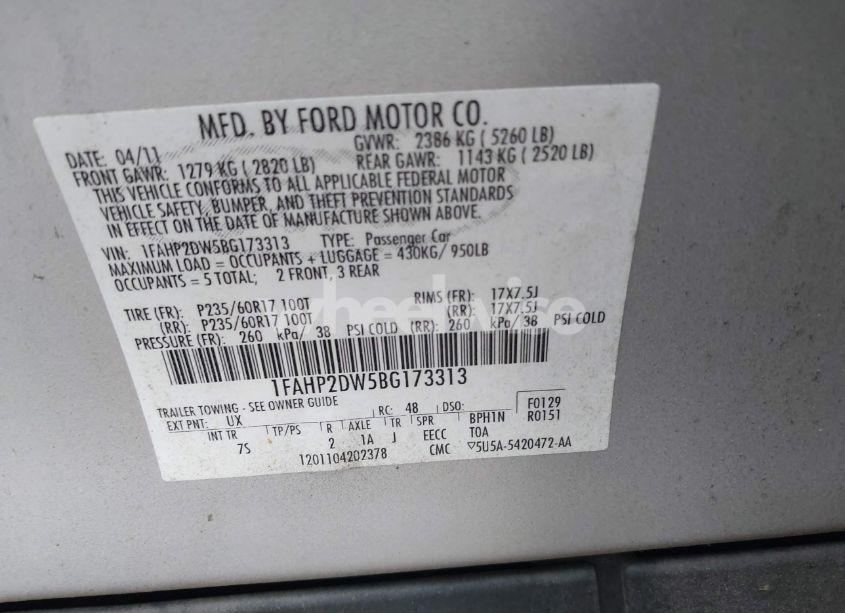 MFD. BY FORD MOTOR CO.
DATE: 04/11 GVWR: 2386 KG ( 5260 LB)
FRONT GAWR: 1279 KG ( 2820 LB) REAR GAWR: 1143 KG ( 2520 LB)
THIS VEHICLE CONFORMS TO ALL APPLICABLE FEDERAL MOTOR
VEHICLE SAFETY, BUMPER, AND THEFT PREVENTION STANDARDS
IN EFFECT ON THE DATE OF MANUFACTURE SHOWN ABOVE.
VIN: 1FAHP2DW5BG173313 TYPE: Passenger Car
MAXIMUM LOAD = OCCUPANTS + LUGGAGE = 430KG/ 950LB
OCCUPANTS = 5 TOTAL; 2 FRONT, 3 REAR
wheelwise
TIRE (FR): P235/60R17 100T RIMS (FR): 17X7.5J
(RR): P235/60R17 100T (RR): 17X7.5J
PRESSURE (FR): 260 kPa/ 38 PSI COLD (RR): 260 kPa/ 38 PSI COLD
1FAHP2DW5BG173313
TRAILER TOWING - SEE OWNER GUIDE
EXT PNT: UX RC: 48 DSO: F0129
INT TR TP/PS R AXLE TR SPR BPH1N R0151
7S 2 1A J EECC TOA
1201104202378 CMC ▽5U5A-5420472-AA